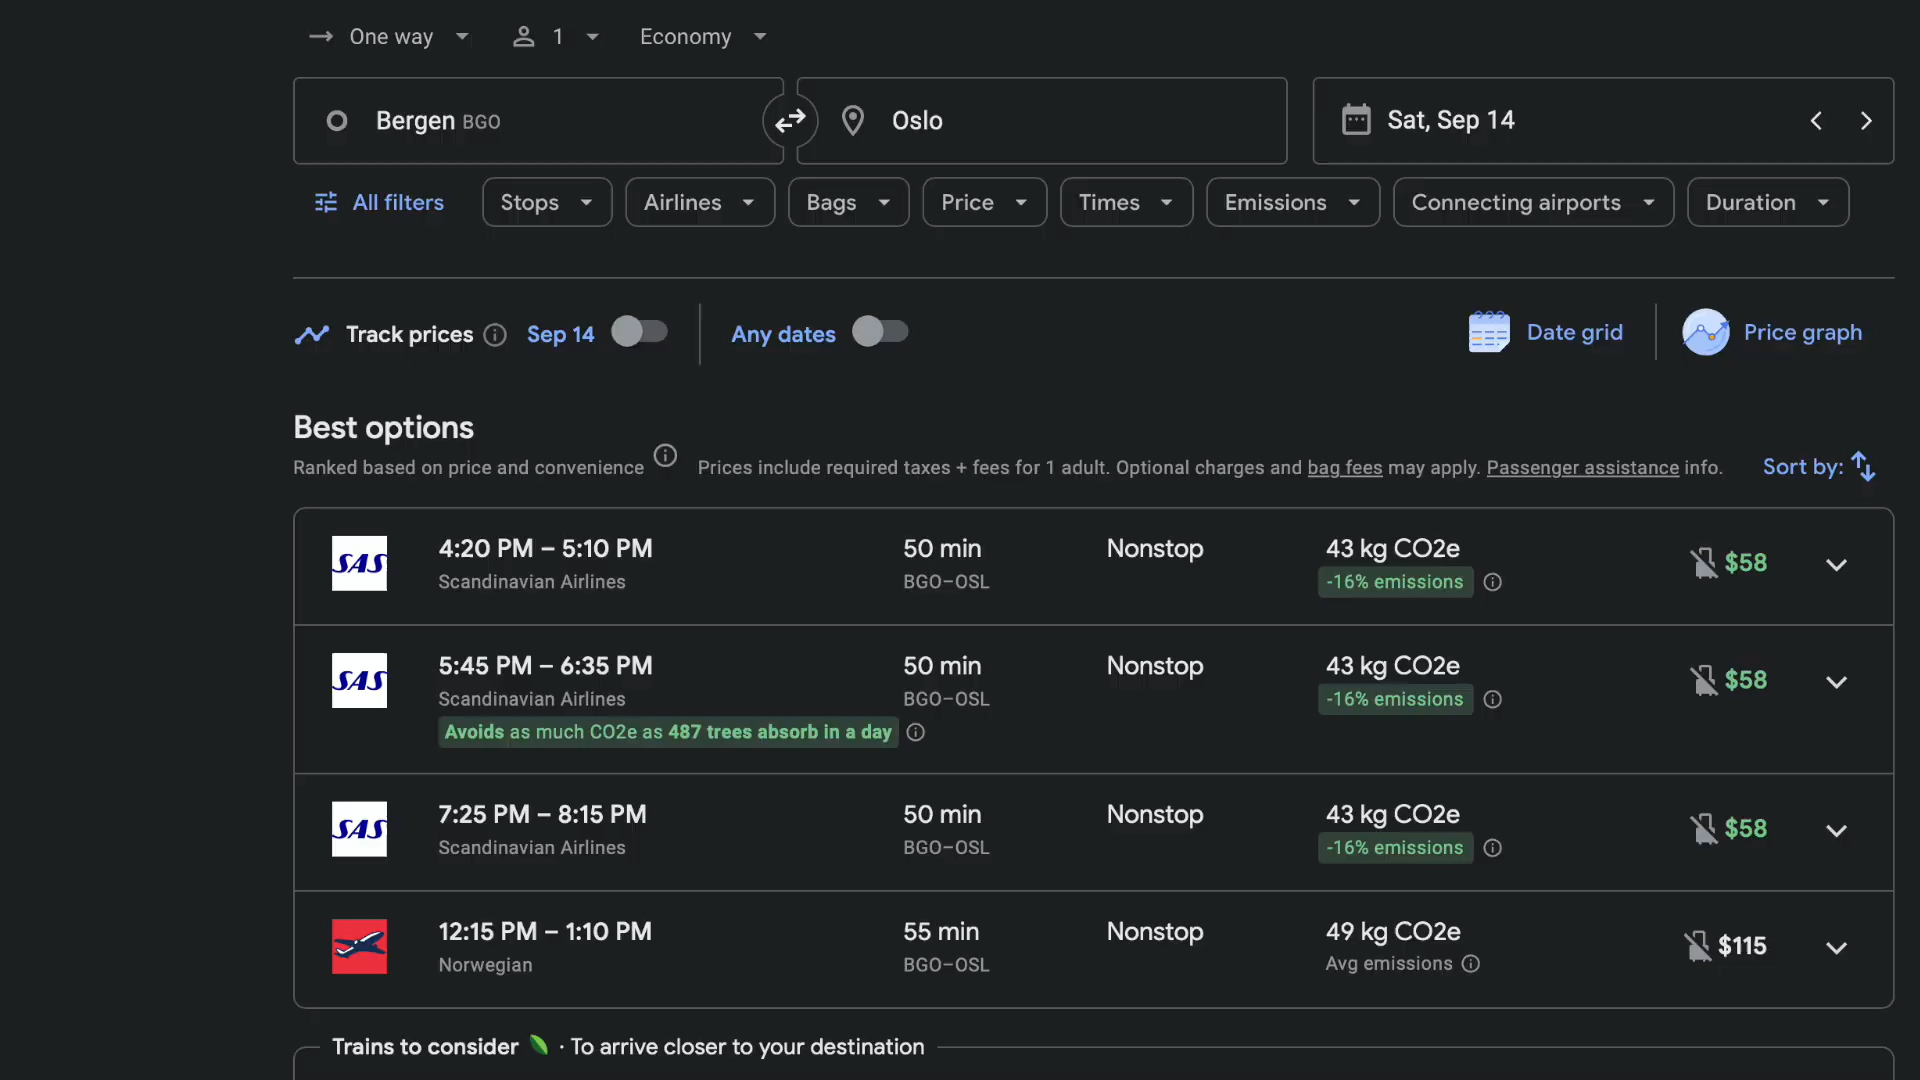 One way 1 Economy
Bergen BGO Oslo Sat, Sep 14
All filters Stops Airlines Bags Price Times Emissions Connecting airports Duration
Track prices Sep 14 Any dates Date grid Price graph
Best options
Ranked based on price and convenience Prices include required taxes + fees for 1 adult. Optional charges and bag fees may apply. Passenger assistance info. Sort by:
SAS 4:20 PM – 5:10 PM 50 min Nonstop 43 kg CO2e $58
Scandinavian Airlines BGO–OSL -16% emissions
SAS 5:45 PM – 6:35 PM 50 min Nonstop 43 kg CO2e $58
Scandinavian Airlines BGO–OSL -16% emissions
Avoids as much CO2e as 487 trees absorb in a day
SAS 7:25 PM – 8:15 PM 50 min Nonstop 43 kg CO2e $58
Scandinavian Airlines BGO–OSL -16% emissions
12:15 PM – 1:10 PM 55 min Nonstop 49 kg CO2e $115
Norwegian BGO–OSL Avg emissions
Trains to consider · To arrive closer to your destination